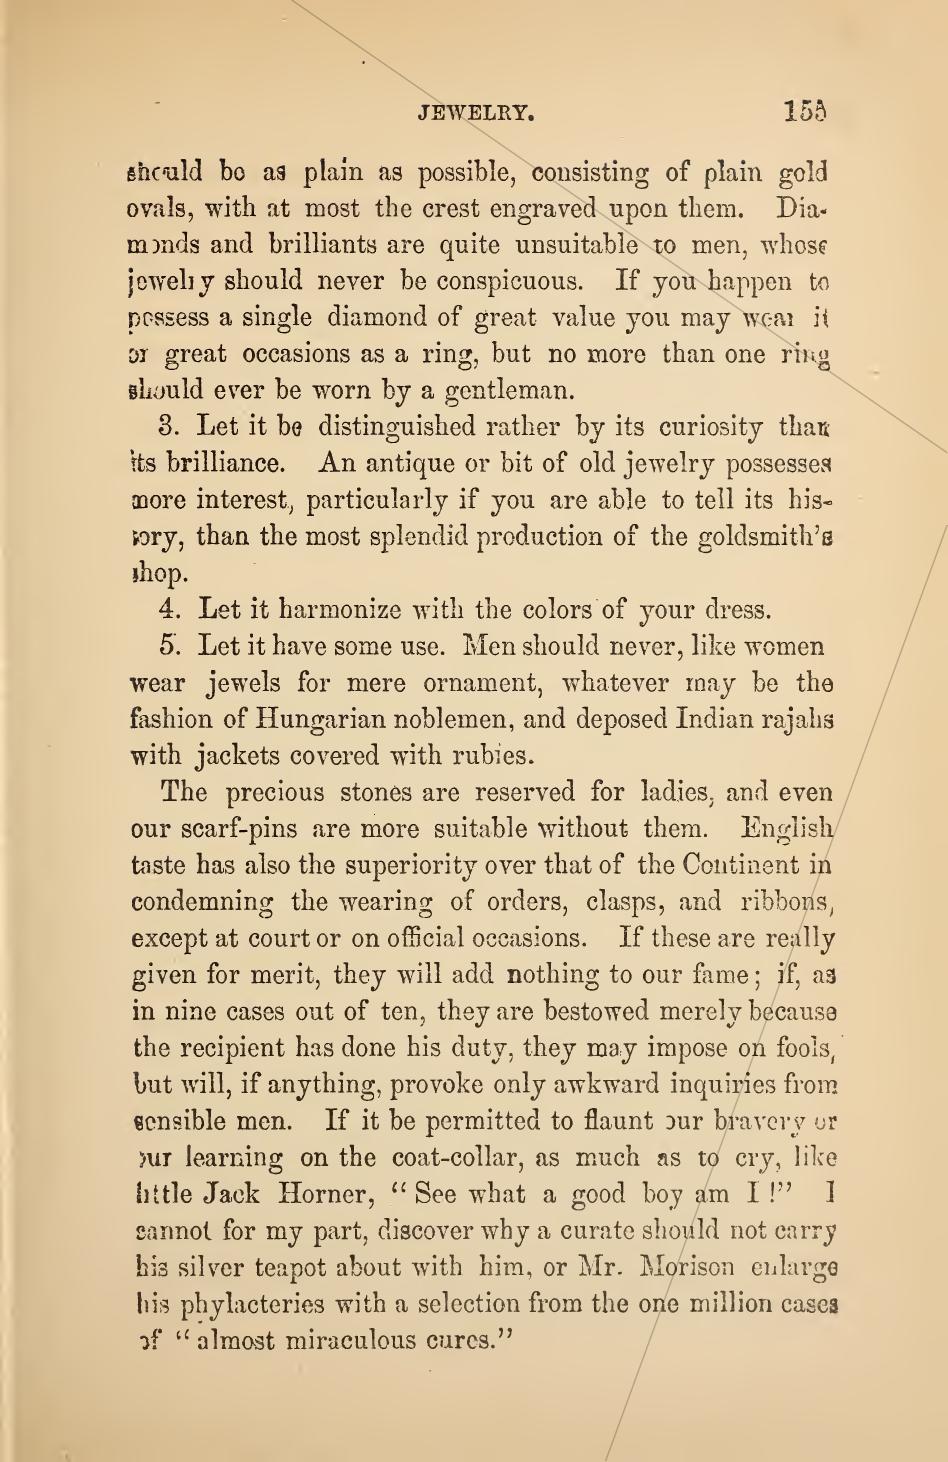 JEWELRY. 155
should be as plain as possible, consisting of plain gold
ovals, with at most the crest engraved upon them. Dia-
monds and brilliants are quite unsuitable to men, whose
jewelry should never be conspicuous. If you happen to
possess a single diamond of great value you may wear it
or great occasions as a ring, but no more than one ring
should ever be worn by a gentleman.
3. Let it be distinguished rather by its curiosity than
its brilliance. An antique or bit of old jewelry possesses
more interest, particularly if you are able to tell its his-
tory, than the most splendid production of the goldsmith's
shop.
4. Let it harmonize with the colors of your dress.
5. Let it have some use. Men should never, like women
wear jewels for mere ornament, whatever may be the
fashion of Hungarian noblemen, and deposed Indian rajahs
with jackets covered with rubies.
The precious stones are reserved for ladies, and even
our scarf-pins are more suitable without them. English
taste has also the superiority over that of the Continent in
condemning the wearing of orders, clasps, and ribbons,
except at court or on official occasions. If these are really
given for merit, they will add nothing to our fame; if, as
in nine cases out of ten, they are bestowed merely because
the recipient has done his duty, they may impose on fools,
but will, if anything, provoke only awkward inquiries from
sensible men. If it be permitted to flaunt our bravery or
our learning on the coat-collar, as much as to cry, like
little Jack Horner, "See what a good boy am I!" I
cannot for my part, discover why a curate should not carry
his silver teapot about with him, or Mr. Morison enlarge
his phylacteries with a selection from the one million cases
of "almost miraculous cures."